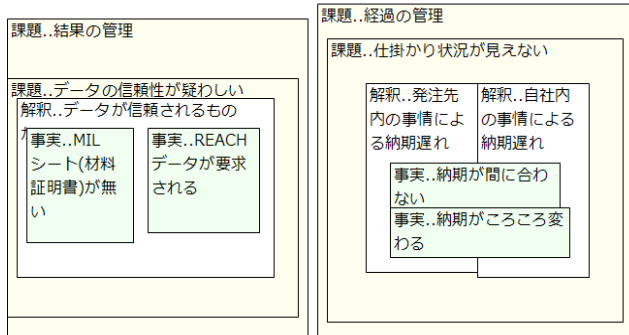 課題‥結果の管理
課題‥データの信頼性が疑わしい
解釈‥データが信頼されるもの
事実‥MIL
シート(材料
証明書)が無
い
事実‥REACH
データが要求
される
課題‥経過の管理
課題‥仕掛かり状況が見えない
解釈‥発注先
内の事情によ
る納期遅れ
解釈‥自社内
の事情による
納期遅れ
事実‥納期が間に合わ
ない
事実‥納期がころころ変
わる